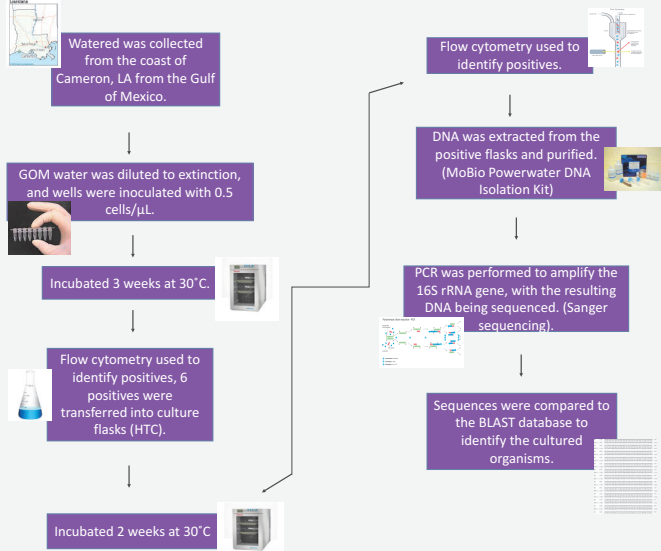 Louisiana
Watered was collected
from the coast of
Cameron, LA from the Gulf
of Mexico.
GOM water was diluted to extinction,
and wells were inoculated with 0.5
cells/µL.
Incubated 3 weeks at 30˚C.
Flow cytometry used to
identify positives, 6
positives were
transferred into culture
flasks (HTC).
Incubated 2 weeks at 30˚C
Flow cytometry used to
identify positives.
DNA was extracted from the
positive flasks and purified.
(MoBio Powerwater DNA
Isolation Kit)
PCR was performed to amplify the
16S rRNA gene, with the resulting
DNA being sequenced. (Sanger
sequencing).
Sequences were compared to
the BLAST database to
identify the cultured
organisms.